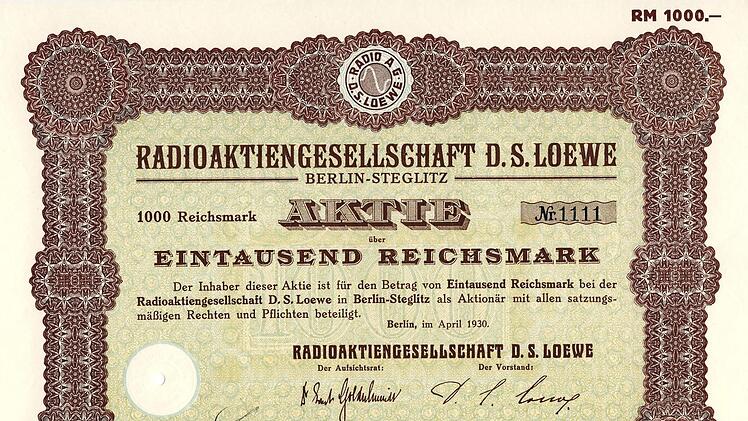 RM 1000.—
RADIO A.G.
D.S.LOEWE
RADIOAKTIENGESELLSCHAFT D. S. LOEWE
BERLIN-STEGLITZ
1000 Reichsmark AKTIE Nr. 1111
über
EINTAUSEND REICHSMARK
Der Inhaber dieser Aktie ist für den Betrag von Eintausend Reichsmark bei der
Radioaktiengesellschaft D. S. Loewe in Berlin-Steglitz als Aktionär mit allen satzungs-
mäßigen Rechten und Pflichten beteiligt.
Berlin, im April 1930.
RADIOAKTIENGESELLSCHAFT D. S. LOEWE
Der Aufsichtsrat: Der Vorstand: